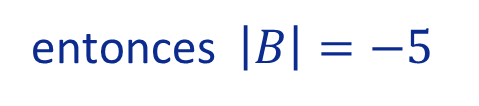 entonces |B| = −5